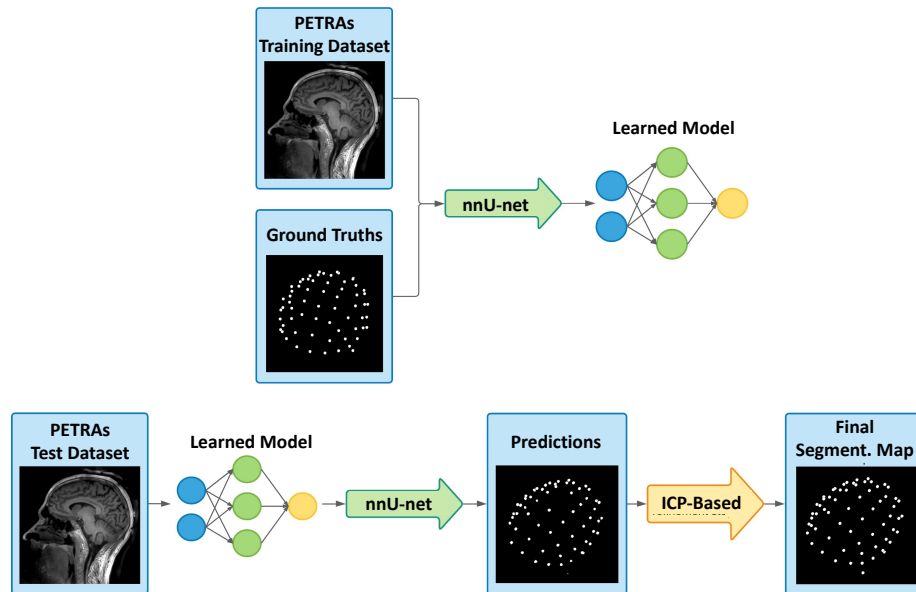 PETRAs
Training Dataset
Learned Model
nnU-net
Ground Truths
PETRAs
Test Dataset
Learned Model
nnU-net
Predictions
ICP-Based
Final
Segment. Map